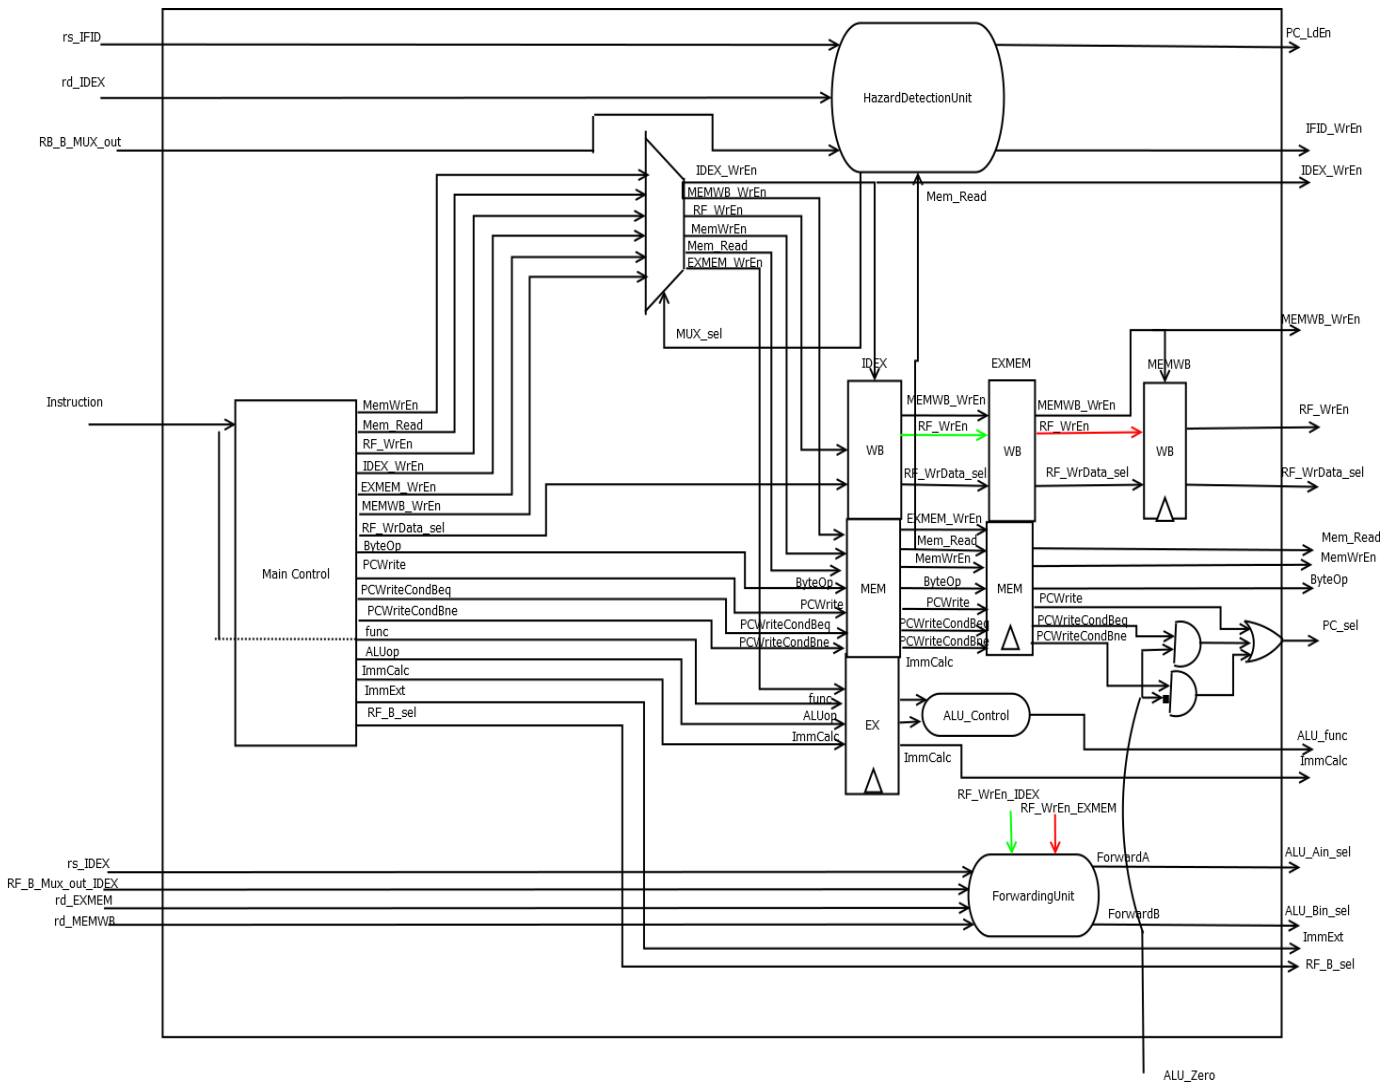 rs_IFID
PC_LdEn
rd_IDEX
HazardDetectionUnit
RB_B_MUX_out
IFID_WrEn
IDEX_WrEn
IDEX_WrEn
MEMWB_WrEn
Mem_Read
RF_WrEn
MemWrEn
Mem_Read
EXMEM_WrEn
MUX_sel
MEMWB_WrEn
IDEX
EXMEM
MEMWB
Instruction
MemWrEn
Mem_Read
RF_WrEn
IDEX_WrEn
EXMEM_WrEn
MEMWB_WrEn
RF_WrData_sel
ByteOp
PCWrite
PCWriteCondBeq
PCWriteCondBne
func
ALUop
ImmCalc
ImmExt
RF_B_sel
Main Control
MEMWB_WrEn
RF_WrEn
RF_WrData_sel
WB
WB
WB
MEMWB_WrEn
RF_WrEn
RF_WrData_sel
RF_WrEn
RF_WrData_sel
EXMEM_WrEn
Mem_Read
MemWrEn
ByteOp
PCWrite
PCWriteCondBeq
PCWriteCondBne
ImmCalc
ByteOp
PCWrite
PCWriteCondBeq
PCWriteCondBne
MEM
MEM
Mem_Read
MemWrEn
ByteOp
PCWrite
PCWriteCondBeq
PCWriteCondBne
PC_sel
func
ALUop
ImmCalc
EX
ALU_Control
ImmCalc
ALU_func
ImmCalc
RF_WrEn_IDEX
RF_WrEn_EXMEM
rs_IDEX
RF_B_Mux_out_IDEX
rd_EXMEM
rd_MEMWB
ForwardingUnit
ForwardA
ForwardB
ALU_Ain_sel
ALU_Bin_sel
ImmExt
RF_B_sel
ALU_Zero